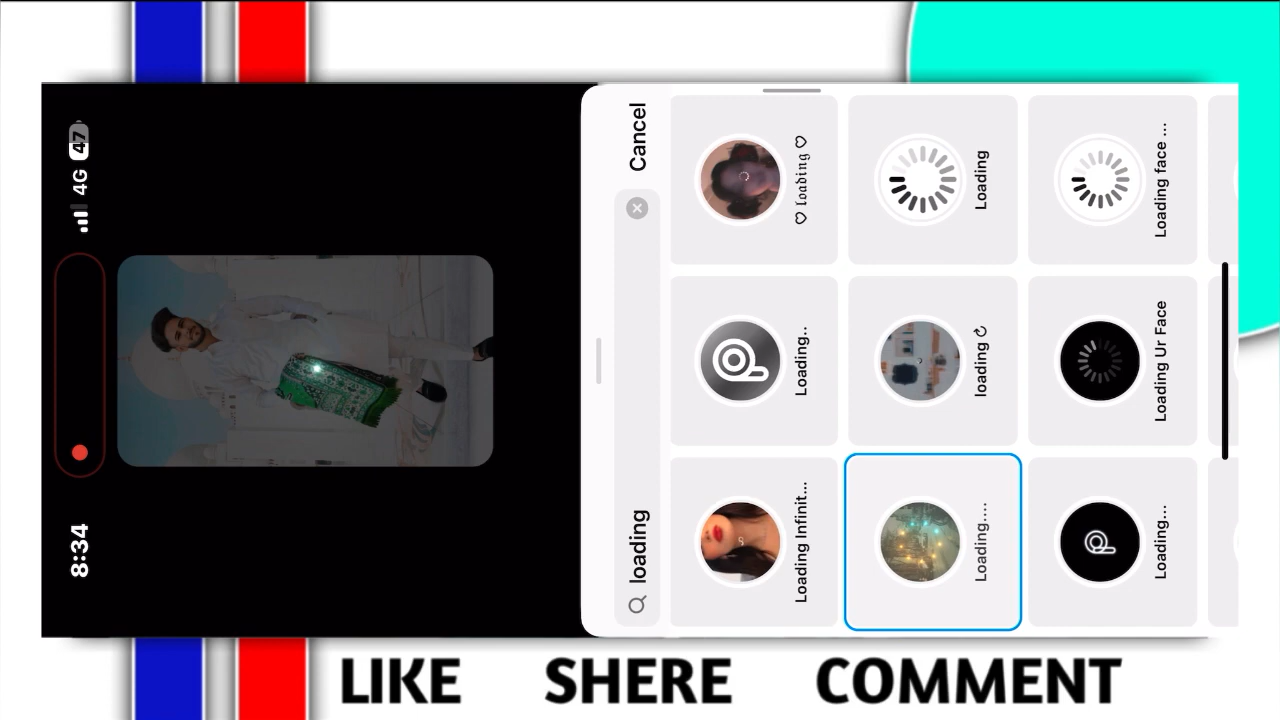 8:34
4G 47
loading
Cancel
Loading Infinit...
Loading..
♡ 𝔏𝔬𝔞𝔡𝔦𝔫𝔤 ♡
Loading....
loading ↻
Loading
Loading...
Loading Ur Face
Loading face ...
LIKE SHERE COMMENT